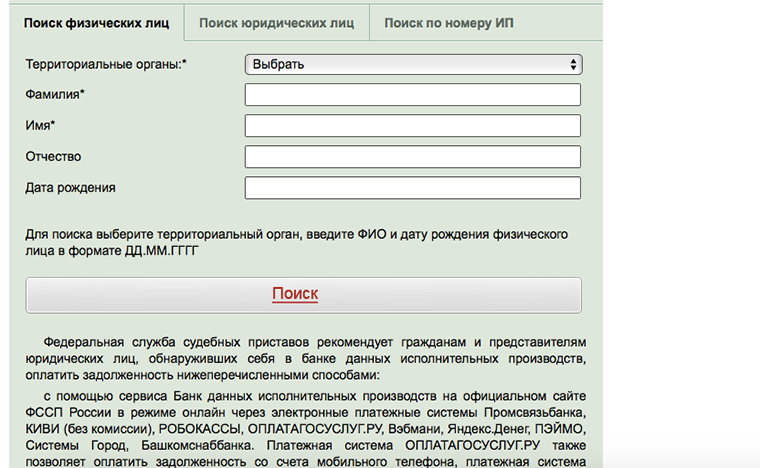 Поиск физических лиц
Поиск юридических лиц
Поиск по номеру ИП
Территориальные органы:*
Выбрать
Фамилия*
Имя*
Отчество
Дата рождения
Для поиска выберите территориальный орган, введите ФИО и дату рождения физического
лица в формате ДД.ММ.ГГГГ
Поиск
Федеральная служба судебных приставов рекомендует гражданам и представителям
юридических лиц, обнаруживших себя в банке данных исполнительных производств,
оплатить задолженность нижеперечисленными способами:
с помощью сервиса Банк данных исполнительных производств на официальном сайте
ФССП России в режиме онлайн через электронные платежные системы Промсвязьбанка,
КИВИ (без комиссии), РОБОКАССЫ, ОПЛАТАГОСУСЛУГ.РУ, Вэбмани, Яндекс.Денег, ПЭЙМО,
Системы Город, Башкомснаббанка. Платежная система ОПЛАТАГОСУСЛУГ.РУ также
позволяет оплатить задолженность со счета мобильного телефона, платежная система